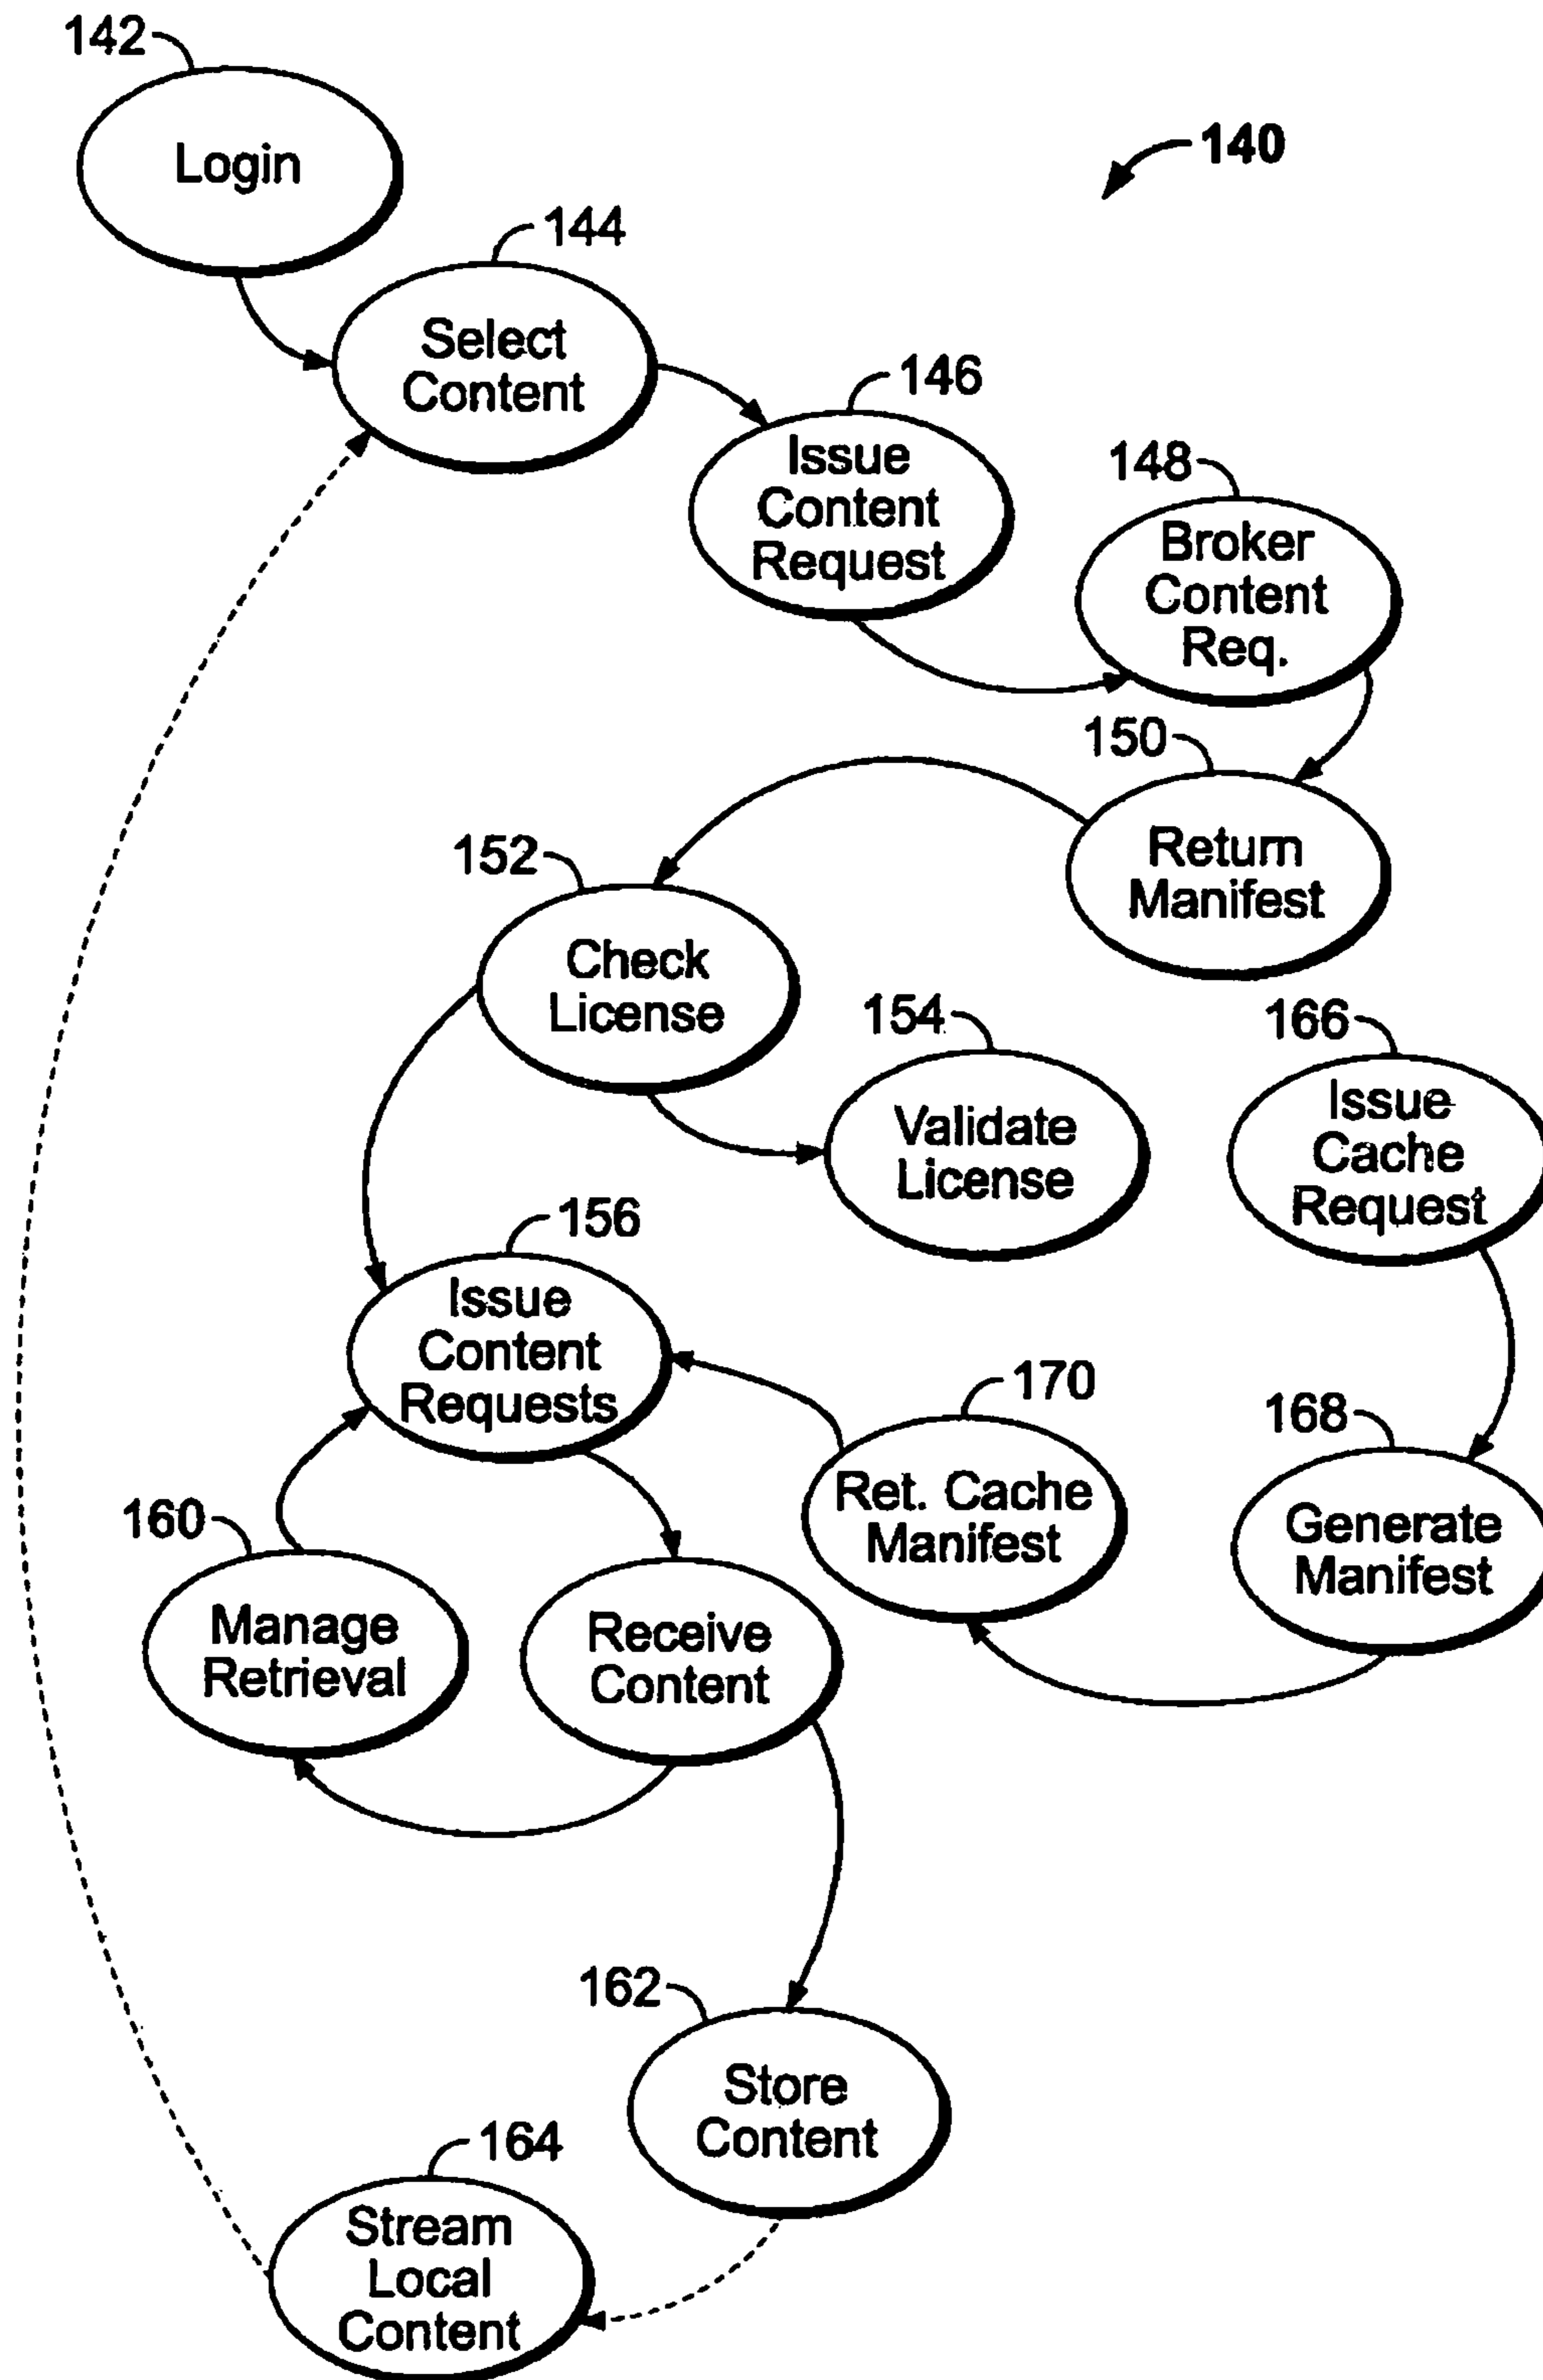 142
Login
140
144
Select
Content
146
Issue
Content
Request
148
Broker
Content
Req.
150
Return
Manifest
152
Check
License
154
Validate
License
166
Issue
Cache
Request
156
Issue
Content
Requests
170
Ret. Cache
Manifest
168
Generate
Manifest
160
Manage
Retrieval
Receive
Content
162
Store
Content
164
Stream
Local
Content